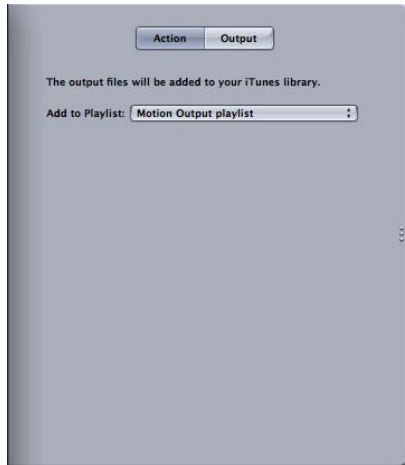 Action Output
The output files will be added to your iTunes library.
Add to Playlist: Motion Output playlist